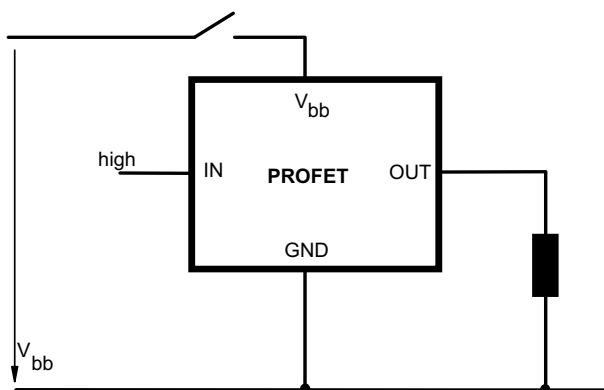 Vbb
high
IN
PROFET
OUT
GND
Vbb